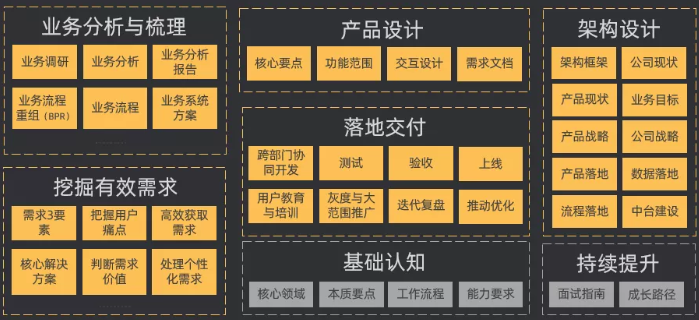 业务分析与梳理
业务调研
业务分析
业务分析
报告
业务流程
重组（BPR）
业务流程
业务系统
方案
挖掘有效需求
需求3要
素
把握用户
痛点
高效获取
需求
核心解决
方案
判断需求
价值
处理个性
化需求
产品设计
核心要点
功能范围
交互设计
需求文档
落地交付
跨部门协
同开发
测试
验收
上线
用户教育
与培训
灰度与大
范围推广
迭代复盘
推动优化
基础认知
核心领域
本质要点
工作流程
能力要求
架构设计
架构框架
公司现状
产品现状
业务目标
产品战略
公司战略
产品落地
数据落地
流程落地
中台建设
持续提升
面试指南
成长路径